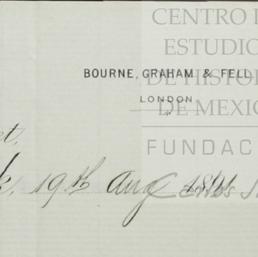 CENTRO
ESTUDIO
DE HISTOR
DE MEXIC
FUNDAC
BOURNE, GRAHAM & FELL
LONDON
19th Aug